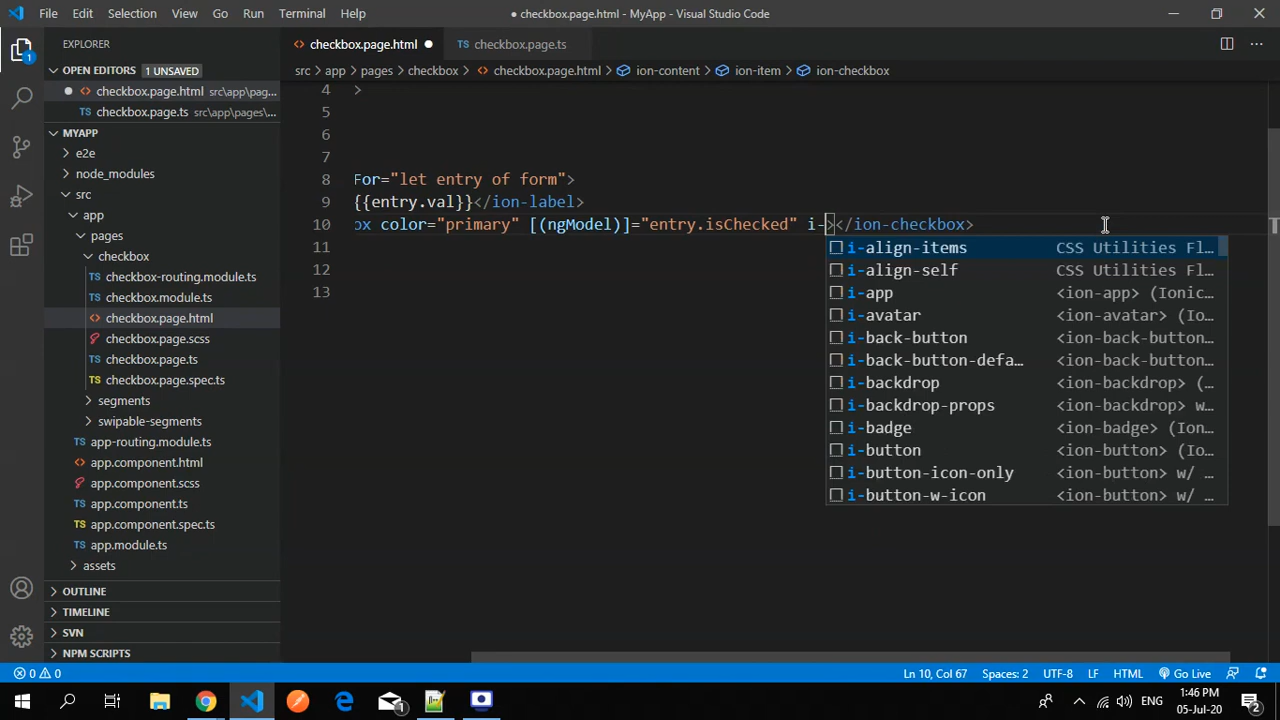 File Edit Selection View Go Run Terminal Help
● checkbox.page.html - MyApp - Visual Studio Code
EXPLORER
checkbox.page.html ●
checkbox.page.ts
OPEN EDITORS 1 UNSAVED
src > app > pages > checkbox > checkbox.page.html > ion-content > ion-item > ion-checkbox
● checkbox.page.html src\app\pag...
checkbox.page.ts src\app\pages\...
MYAPP
e2e
node_modules
src
app
pages
checkbox
checkbox-routing.module.ts
checkbox.module.ts
checkbox.page.html
checkbox.page.scss
checkbox.page.ts
checkbox.page.spec.ts
segments
swipable-segments
app-routing.module.ts
app.component.html
app.component.scss
app.component.ts
app.component.spec.ts
app.module.ts
assets
OUTLINE
TIMELINE
SVN
NPM SCRIPTS
4 >
5
6
7
8 For="let entry of form">
9 {{entry.val}}</ion-label>
10 ox color="primary" [(ngModel)]="entry.isChecked" i-></ion-checkbox>
11
12
13
i-align-items CSS Utilities Fl...
i-align-self CSS Utilities Fl...
i-app <ion-app> (Ionic...
i-avatar <ion-avatar> (Io...
i-back-button <ion-back-button...
i-back-button-defa... <ion-back-button...
i-backdrop <ion-backdrop> (...
i-backdrop-props <ion-backdrop> w...
i-badge <ion-badge> (Ion...
i-button <ion-button> (Io...
i-button-icon-only <ion-button> w/ ...
i-button-w-icon <ion-button> w/ ...
1
0 0
Ln 10, Col 67 Spaces: 2 UTF-8 LF HTML Go Live
1
ENG
1:46 PM
05-Jul-20
2